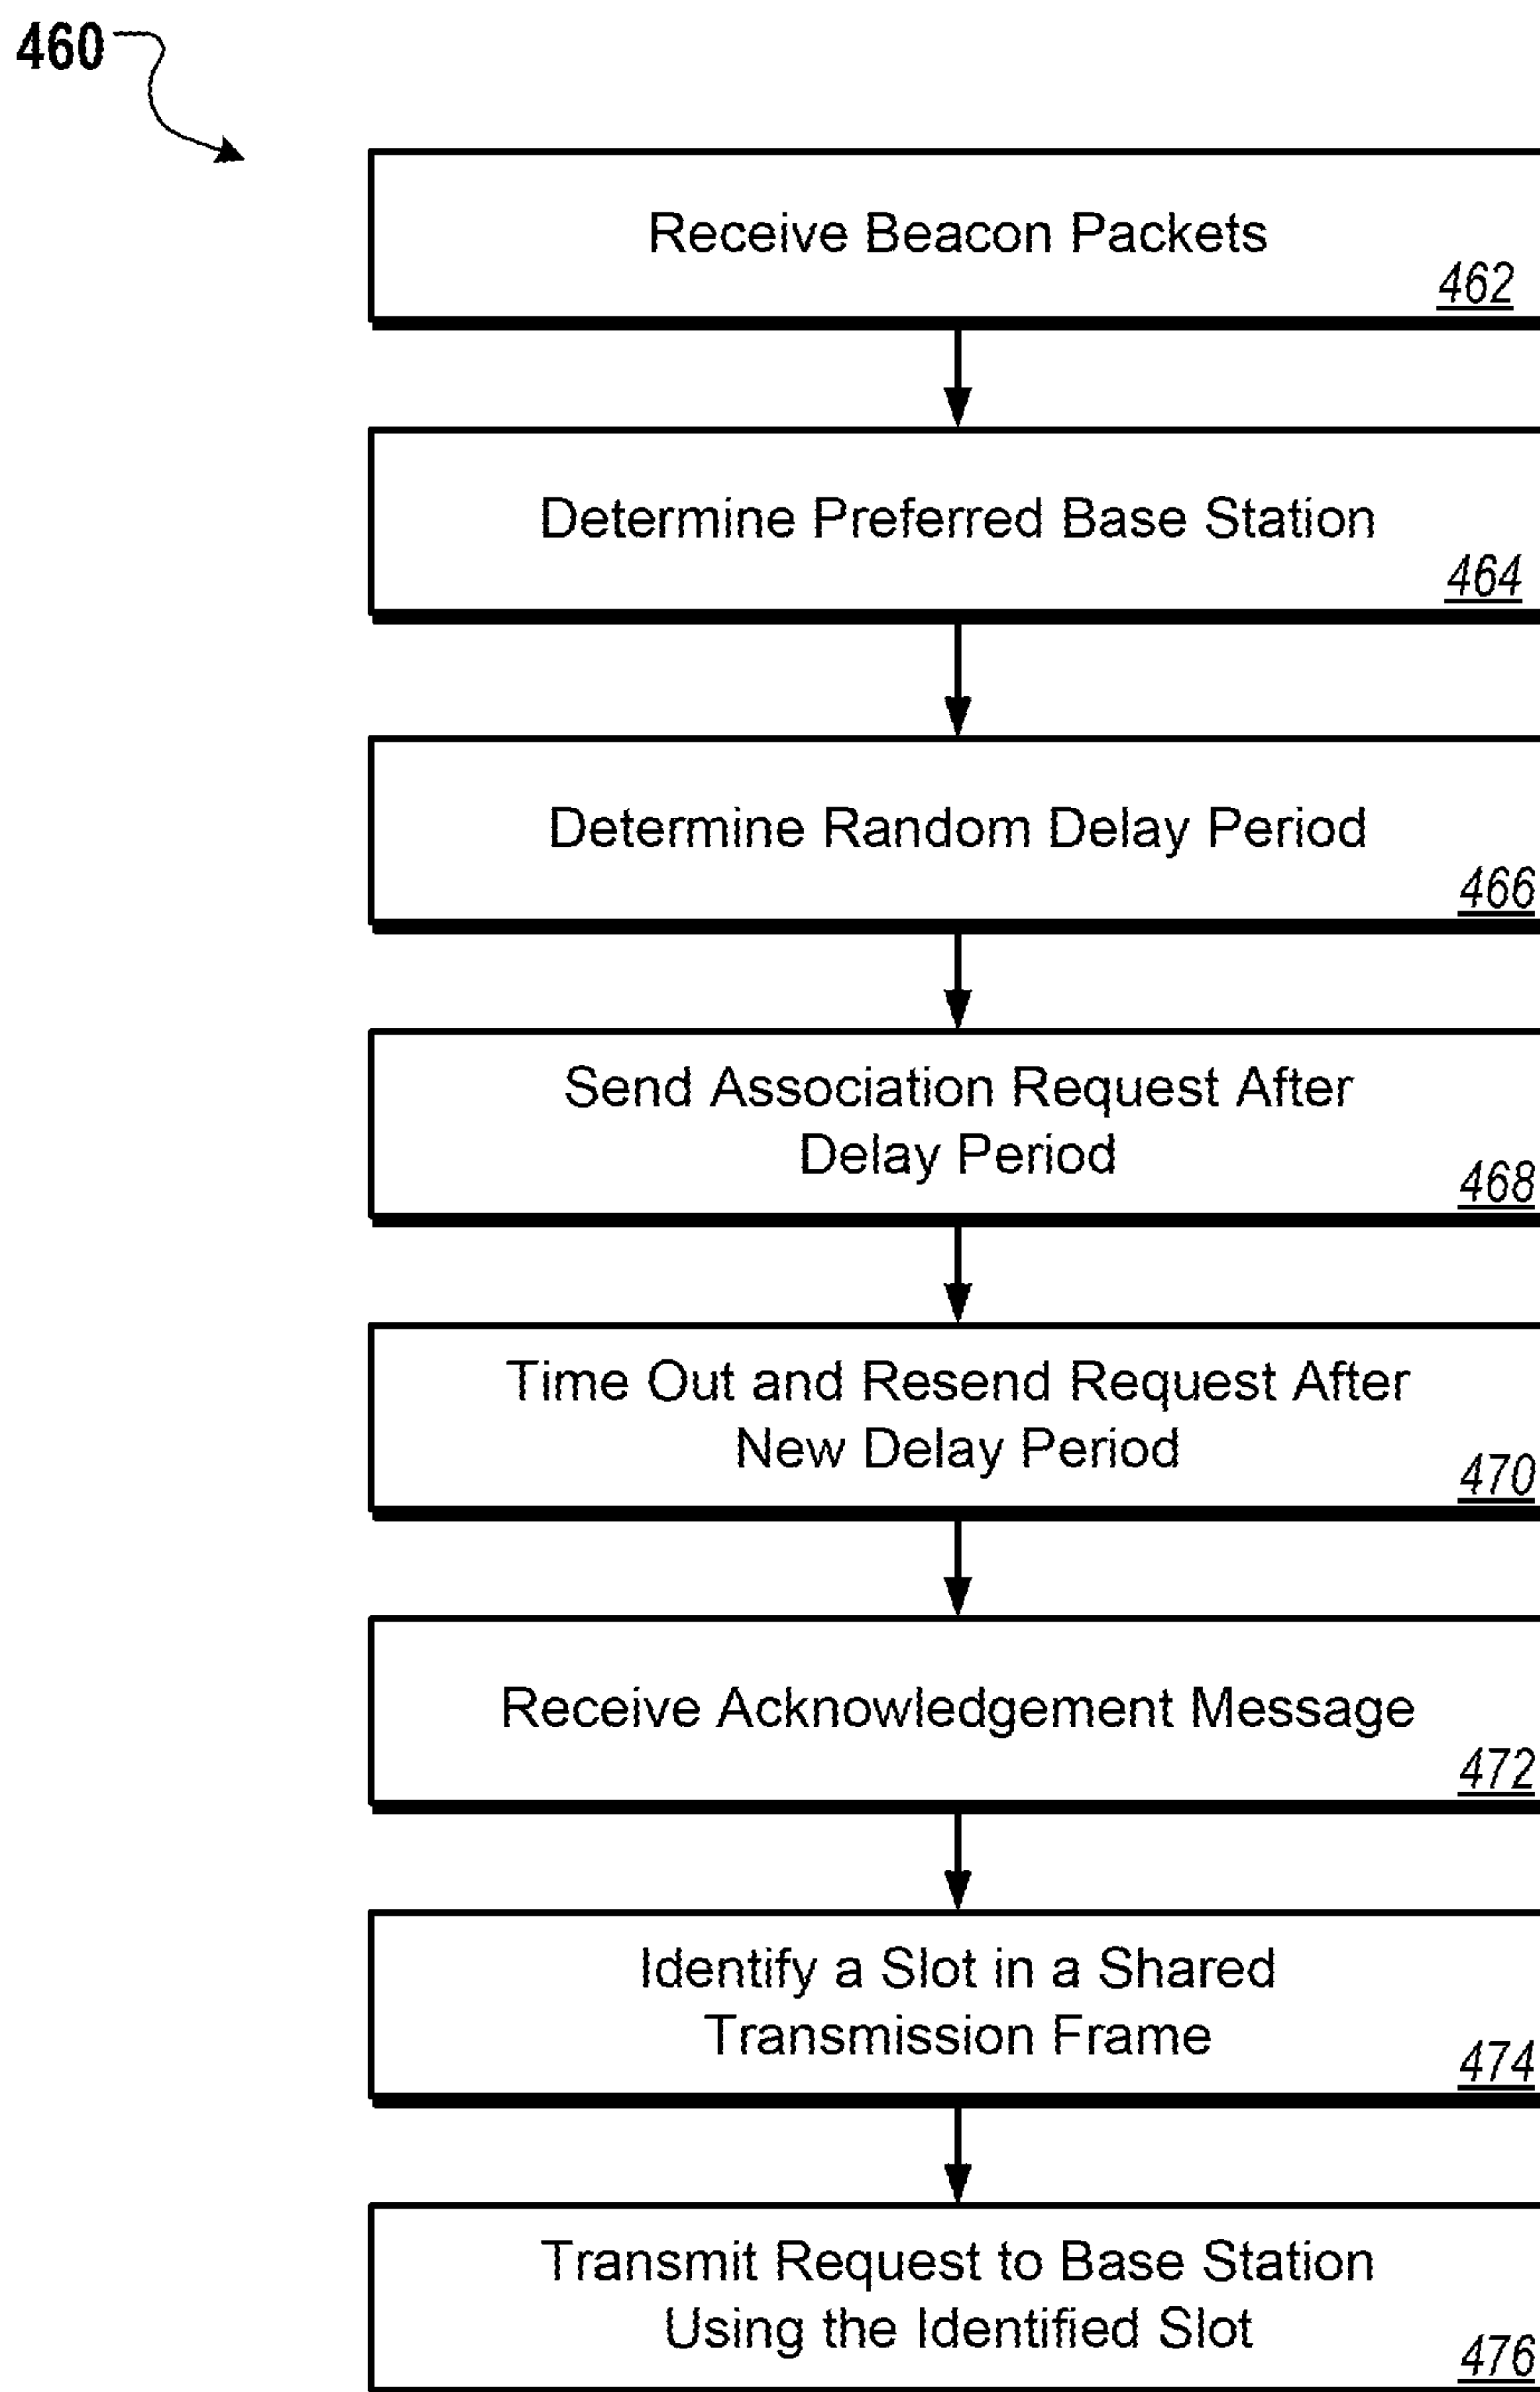 460
Receive Beacon Packets
462
Determine Preferred Base Station
464
Determine Random Delay Period
466
Send Association Request After
Delay Period
468
Time Out and Resend Request After
New Delay Period
470
Receive Acknowledgement Message
472
Identify a Slot in a Shared
Transmission Frame
474
Transmit Request to Base Station
Using the Identified Slot
476